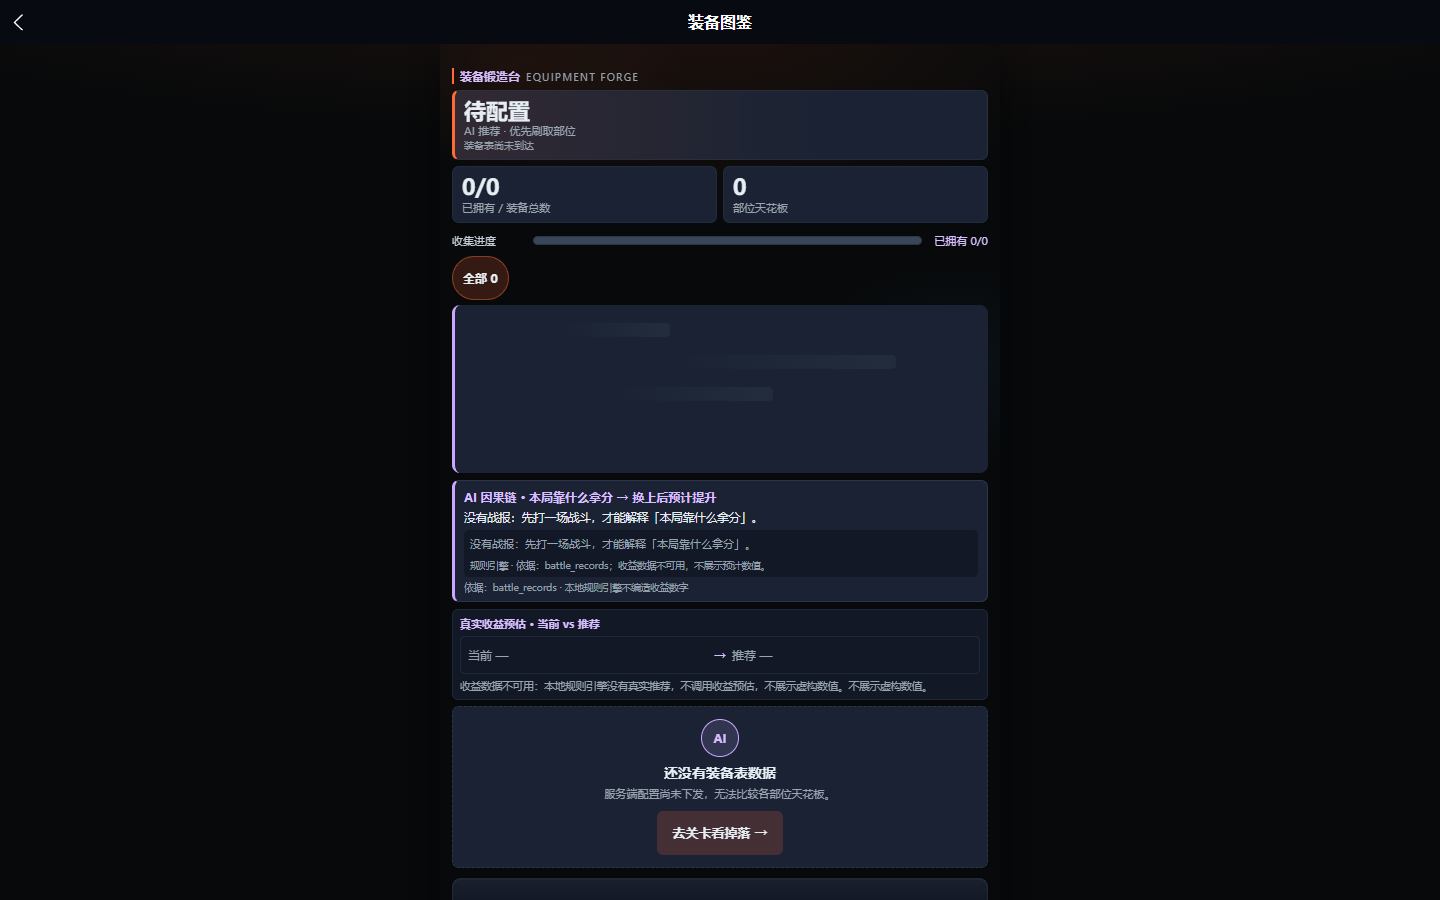 装备图鉴
装备锻造台 EQUIPMENT FORGE
待配置
AI 推荐 · 优先刷取部位
装备表尚未到达
0/0
已拥有 / 装备总数
0
部位天花板
收集进度
已拥有 0/0
全部 0
AI 因果链 • 本局靠什么拿分 → 换上后预计提升
没有战报：先打一场战斗，才能解释「本局靠什么拿分」。
没有战报：先打一场战斗，才能解释「本局靠什么拿分」。
规则引擎 · 依据：battle_records；收益数据不可用，不展示预计数值。
依据：battle_records · 本地规则引擎不编造收益数字
真实收益预估 • 当前 vs 推荐
当前 —
→ 推荐 —
收益数据不可用：本地规则引擎没有真实推荐，不调用收益预估，不展示虚构数值。不展示虚构数值。
AI
还没有装备表数据
服务端配置尚未下发，无法比较各部位天花板。
去关卡看掉落 →